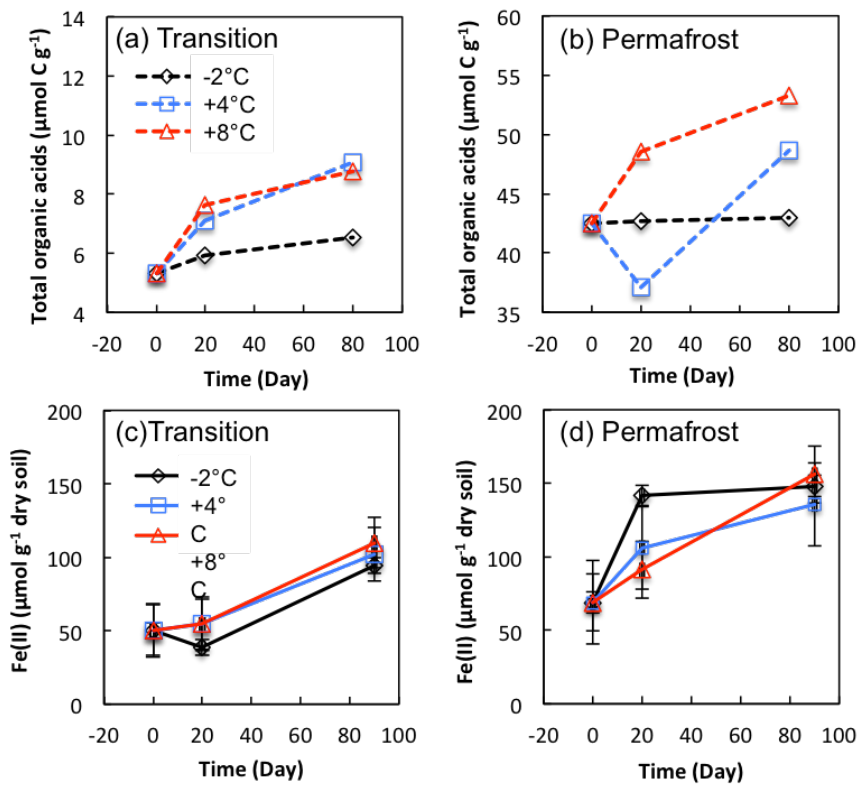 (a) Transition
Total organic acids (μmol C g⁻¹)
14
12
10
8
6
4
-2°C
+4°C
+8°C
-20 0 20 40 60 80 100
Time (Day)
(b) Permafrost
Total organic acids (μmol C g⁻¹)
60
55
50
45
40
35
-20 0 20 40 60 80 100
Time (Day)
(c)Transition
Fe(II) (μmol g⁻¹ dry soil)
200
150
100
50
0
-2°C
+4°
C
+8°
C
-20 0 20 40 60 80 100
Time (Day)
(d) Permafrost
Fe(II) (μmol g⁻¹ dry soil)
200
150
100
50
0
-20 0 20 40 60 80 100
Time (Day)